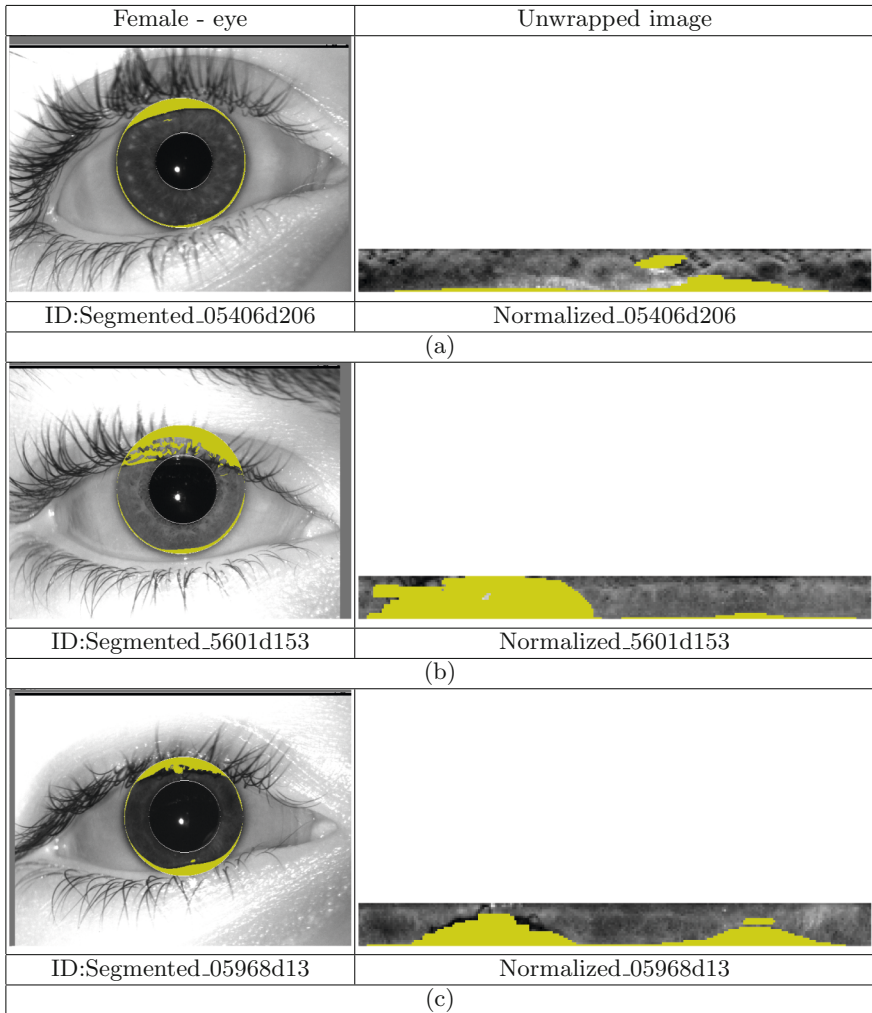 Female - eye Unwrapped image
ID:Segmented_05406d206 Normalized_05406d206
(a)
ID:Segmented_5601d153 Normalized_5601d153
(b)
ID:Segmented_05968d13 Normalized_05968d13
(c)